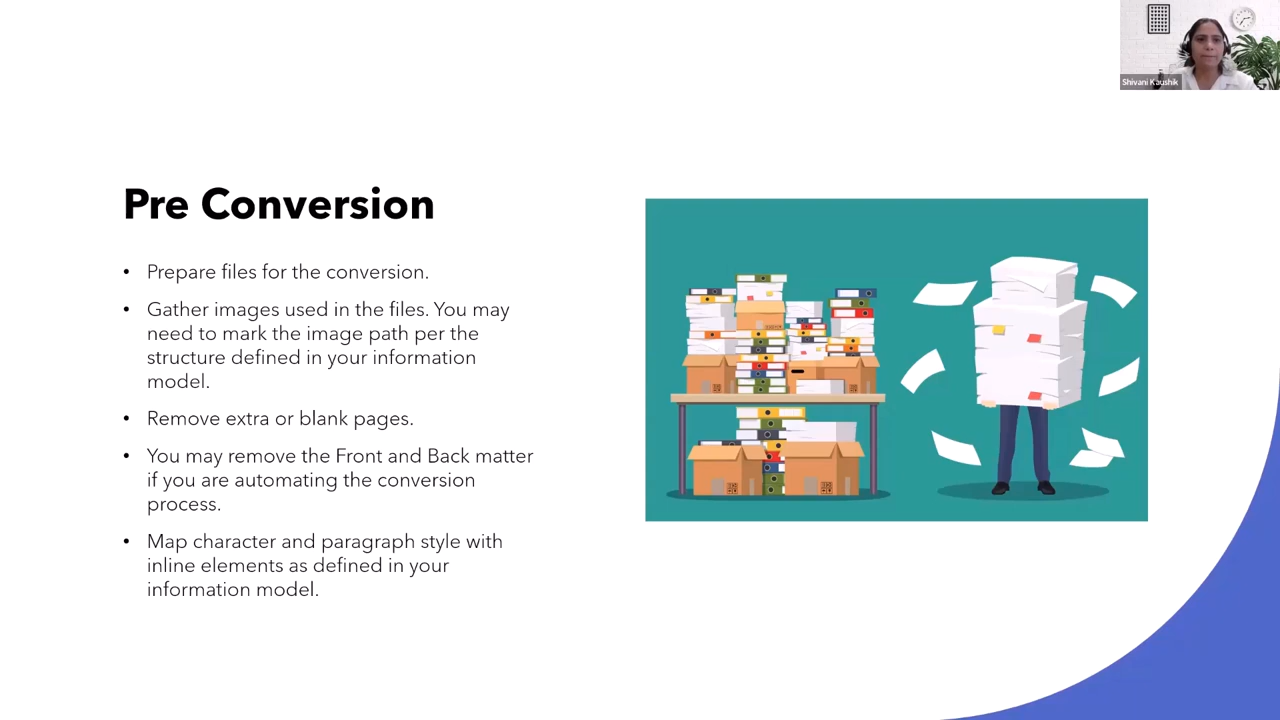 Shivani Kaushik
Pre Conversion
• Prepare files for the conversion.
• Gather images used in the files. You may
need to mark the image path per the
structure defined in your information
model.
• Remove extra or blank pages.
• You may remove the Front and Back matter
if you are automating the conversion
process.
• Map character and paragraph style with
inline elements as defined in your
information model.